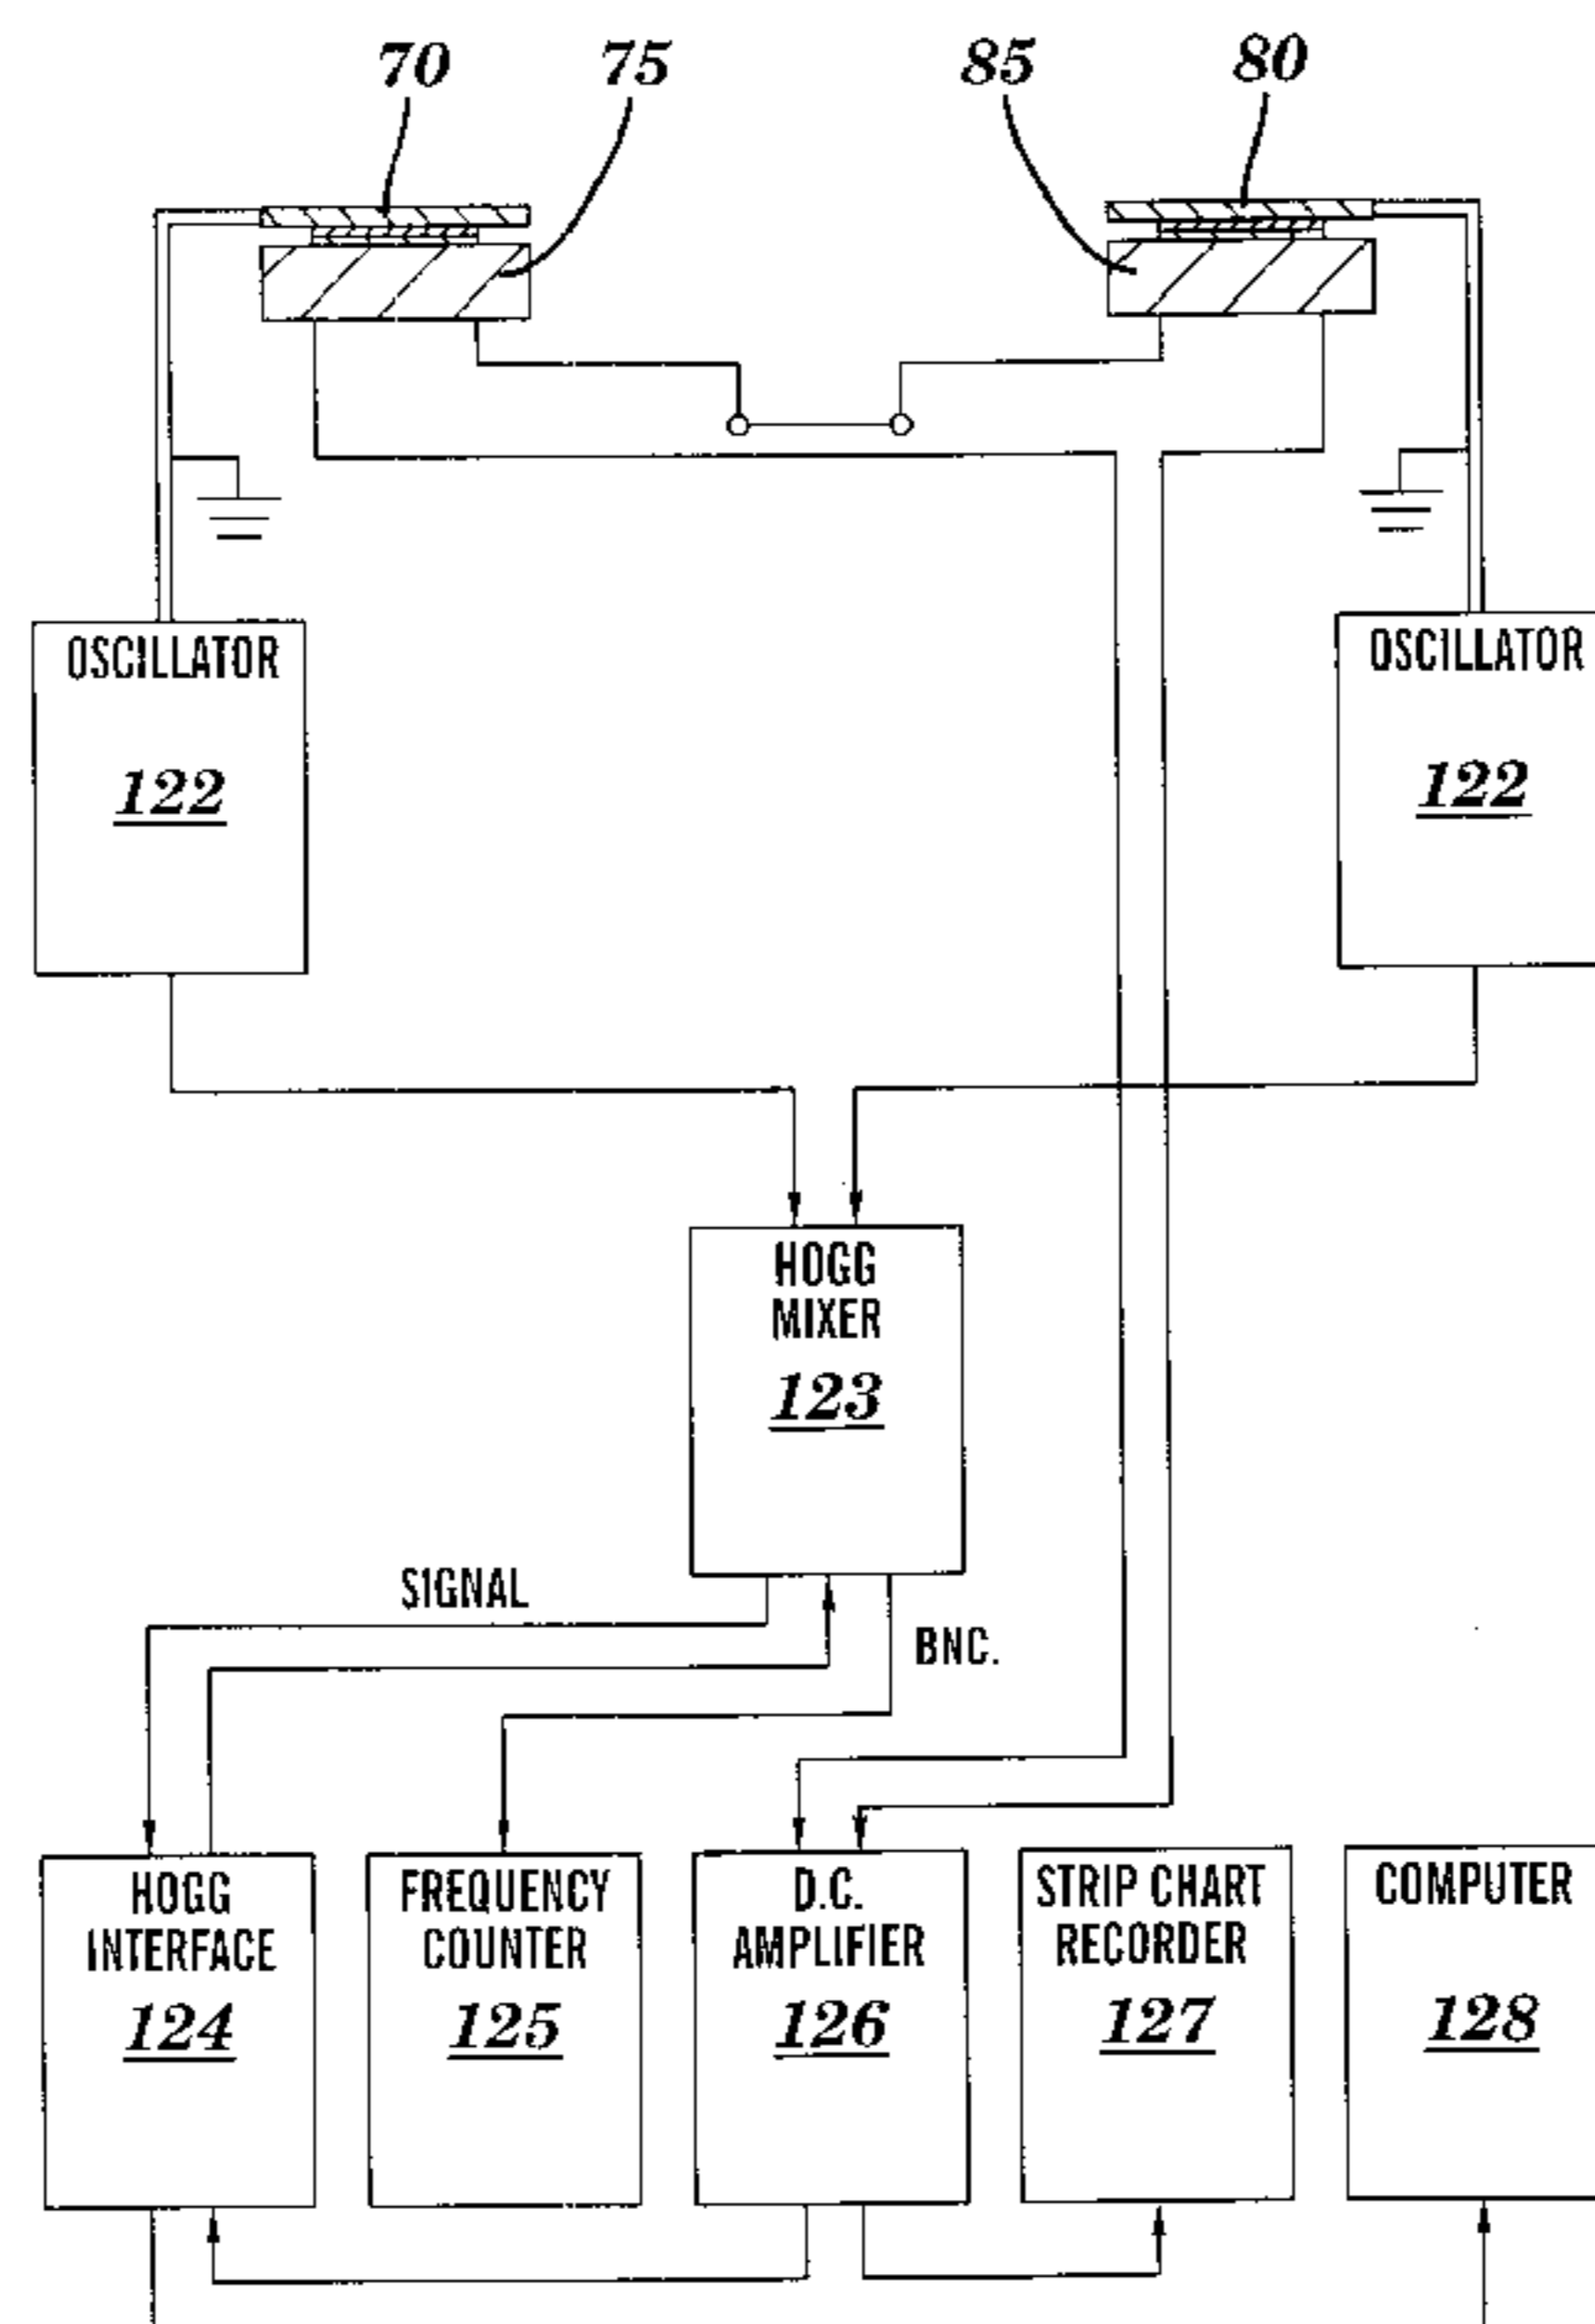 70 75 85 80
OSCILLATOR
122
OSCILLATOR
122
HOGG
MIXER
123
SIGNAL
BNC.
HOGG
INTERFACE
124
FREQUENCY
COUNTER
125
D.C.
AMPLIFIER
126
STRIP CHART
RECORDER
127
COMPUTER
128